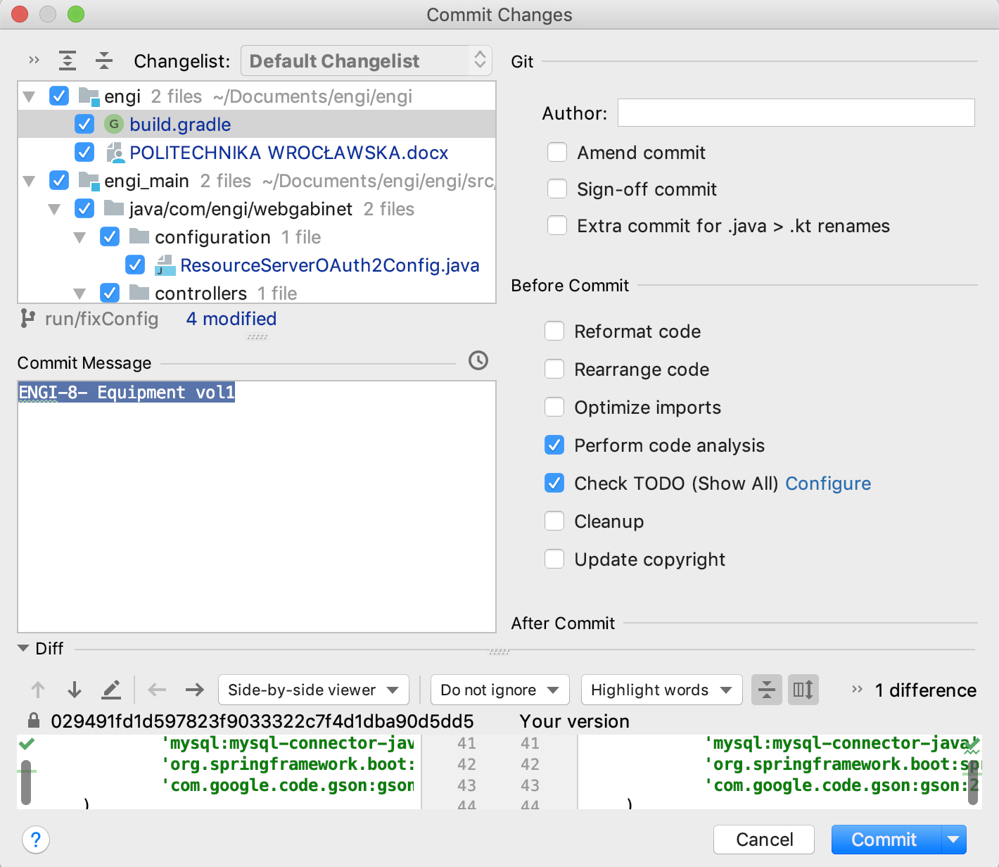 Commit Changes
Changelist: Default Changelist
engi 2 files ~/Documents/engi/engi
G build.gradle
POLITECHNIKA WROCŁAWSKA.docx
engi_main 2 files ~/Documents/engi/engi/src/
java/com/engi/webgabinet 2 files
configuration 1 file
J ResourceServerOAuth2Config.java
controllers 1 file
run/fixConfig 4 modified
Commit Message
ENGI-8- Equipment vol1
Git
Author:
Amend commit
Sign-off commit
Extra commit for .java > .kt renames
Before Commit
Reformat code
Rearrange code
Optimize imports
Perform code analysis
Check TODO (Show All) Configure
Cleanup
Update copyright
After Commit
Diff
Side-by-side viewer Do not ignore Highlight words 1 difference
029491fd1d597823f9033322c7f4d1dba90d5dd5 Your version
'mysql:mysql-connector-jav 41 41 'mysql:mysql-connector-java'
'org.springframework.boot: 42 42 'org.springframework.boot:spr
'com.google.code.gson:gson 43 43 'com.google.code.gson:gson:2
) 44 44 )
? Cancel Commit